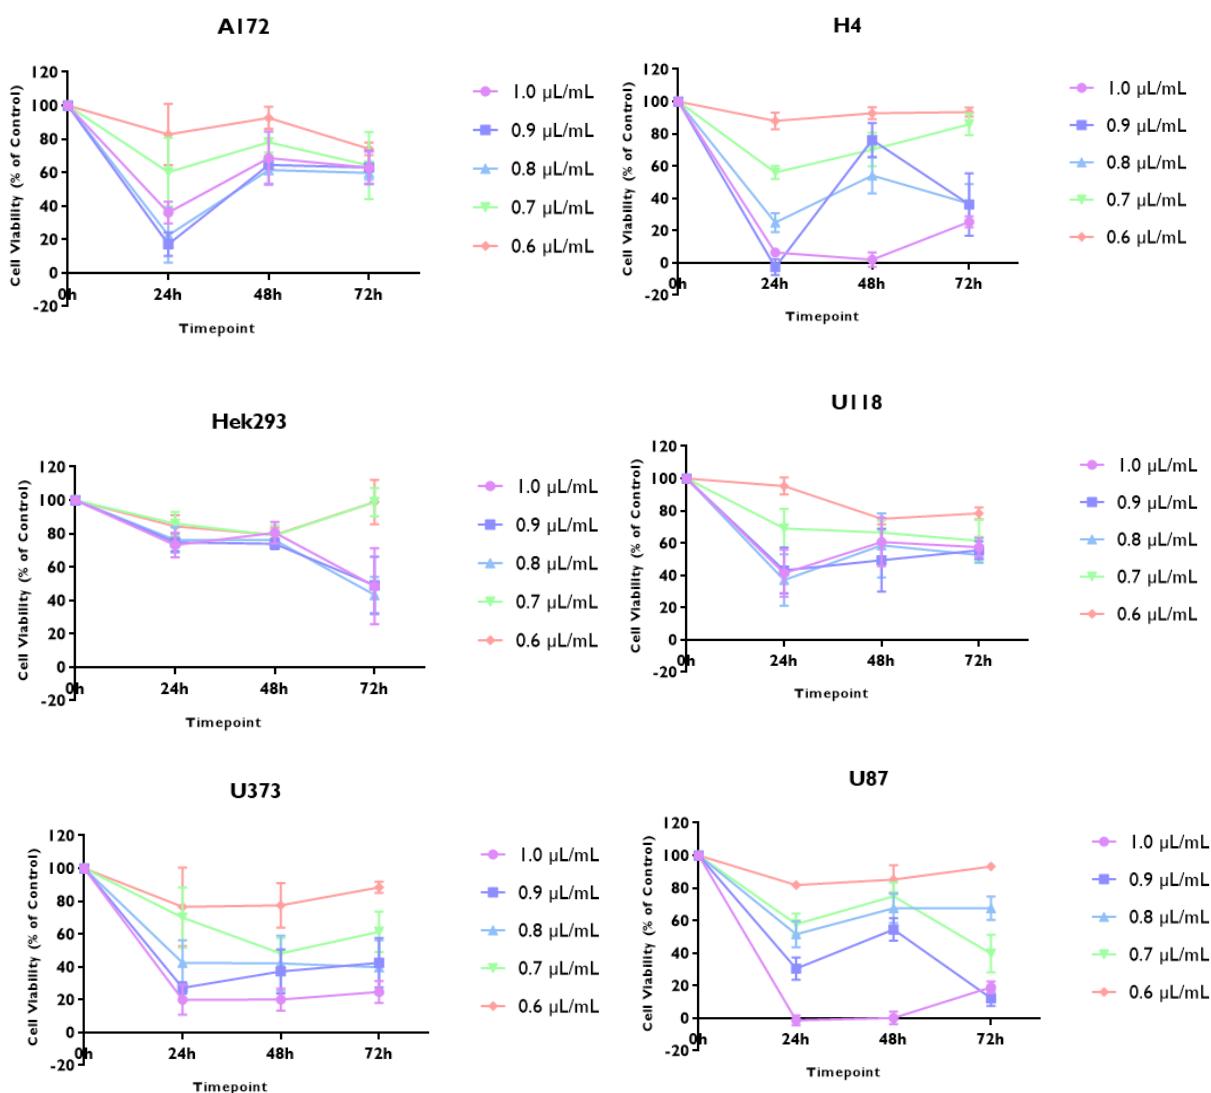 A172
120
100
80
60
40
20
0
-20
Cell Viability (% of Control)
0h
24h
48h
72h
Timepoint
1.0 µL/mL
0.9 µL/mL
0.8 µL/mL
0.7 µL/mL
0.6 µL/mL
H4
120
100
80
60
40
20
0
-20
Cell Viability (% of Control)
0h
24h
48h
72h
Timepoint
1.0 µL/mL
0.9 µL/mL
0.8 µL/mL
0.7 µL/mL
0.6 µL/mL
Hek293
120
100
80
60
40
20
0
-20
Cell Viability (% of Control)
0h
24h
48h
72h
Timepoint
1.0 µL/mL
0.9 µL/mL
0.8 µL/mL
0.7 µL/mL
0.6 µL/mL
U118
120
100
80
60
40
20
0
-20
Cell Viability (% of Control)
0h
24h
48h
72h
Timepoint
1.0 µL/mL
0.9 µL/mL
0.8 µL/mL
0.7 µL/mL
0.6 µL/mL
U373
120
100
80
60
40
20
0
-20
Cell Viability (% of Control)
0h
24h
48h
72h
Timepoint
1.0 µL/mL
0.9 µL/mL
0.8 µL/mL
0.7 µL/mL
0.6 µL/mL
U87
120
100
80
60
40
20
0
-20
Cell Viability (% of Control)
0h
24h
48h
72h
Timepoint
1.0 µL/mL
0.9 µL/mL
0.8 µL/mL
0.7 µL/mL
0.6 µL/mL